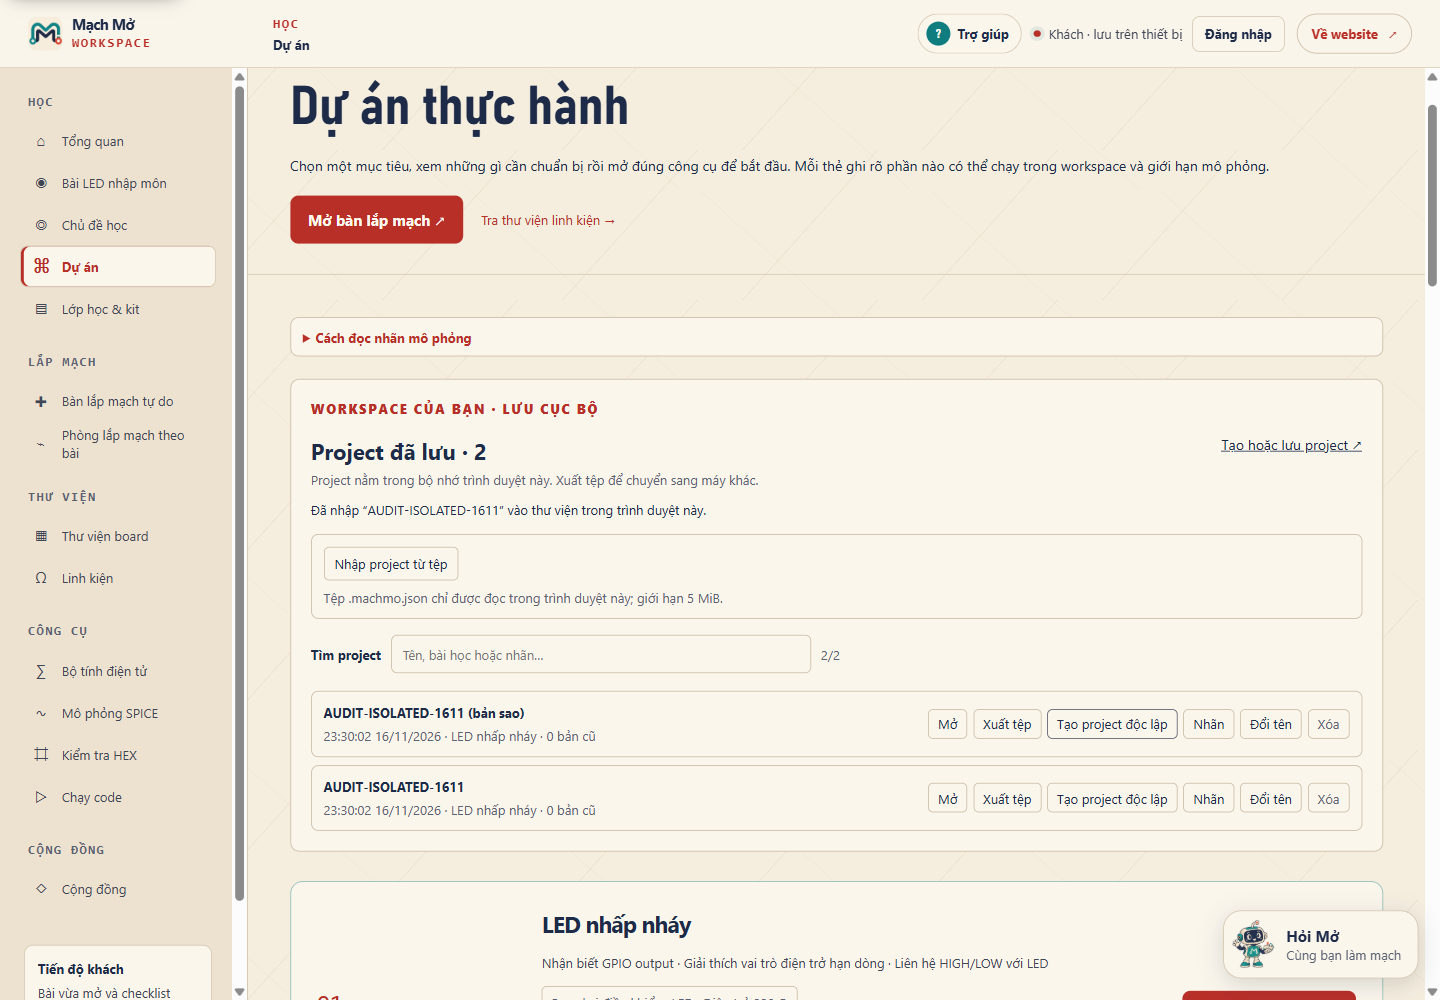 Mạch Mở
WORKSPACE
HỌC
Dự án
? Trợ giúp
Khách · lưu trên thiết bị
Đăng nhập
Về website ↗
HỌC
Tổng quan
Bài LED nhập môn
Chủ đề học
Dự án
Lớp học & kit
LẮP MẠCH
Bàn lắp mạch tự do
Phòng lắp mạch theo
bài
THƯ VIỆN
Thư viện board
Linh kiện
CÔNG CỤ
Bộ tính điện tử
Mô phỏng SPICE
Kiểm tra HEX
Chạy code
CỘNG ĐỒNG
Cộng đồng
Tiến độ khách
Bài vừa mở và checklist
Dự án thực hành
Chọn một mục tiêu, xem những gì cần chuẩn bị rồi mở đúng công cụ để bắt đầu. Mỗi thẻ ghi rõ phần nào có thể chạy trong workspace và giới hạn mô phỏng.
Mở bàn lắp mạch ↗
Tra thư viện linh kiện →
▶ Cách đọc nhãn mô phỏng
WORKSPACE CỦA BẠN · LƯU CỤC BỘ
Project đã lưu · 2
Tạo hoặc lưu project ↗
Project nằm trong bộ nhớ trình duyệt này. Xuất tệp để chuyển sang máy khác.
Đã nhập “AUDIT-ISOLATED-1611” vào thư viện trong trình duyệt này.
Nhập project từ tệp
Tệp .machmo.json chỉ được đọc trong trình duyệt này; giới hạn 5 MiB.
Tìm project
Tên, bài học hoặc nhãn...
2/2
AUDIT-ISOLATED-1611 (bản sao)
23:30:02 16/11/2026 · LED nhấp nháy · 0 bản cũ
Mở Xuất tệp Tạo project độc lập Nhãn Đổi tên Xóa
AUDIT-ISOLATED-1611
23:30:02 16/11/2026 · LED nhấp nháy · 0 bản cũ
Mở Xuất tệp Tạo project độc lập Nhãn Đổi tên Xóa
LED nhấp nháy
Nhận biết GPIO output · Giải thích vai trò điện trở hạn dòng · Liên hệ HIGH/LOW với LED
Hỏi Mở
Cùng bạn làm mạch